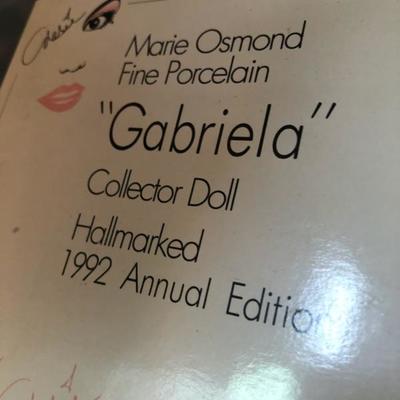 Marie Osmond
Fine Porcelain
"Gabriela"
Collector Doll
Hallmarked
1992 Annual Edition